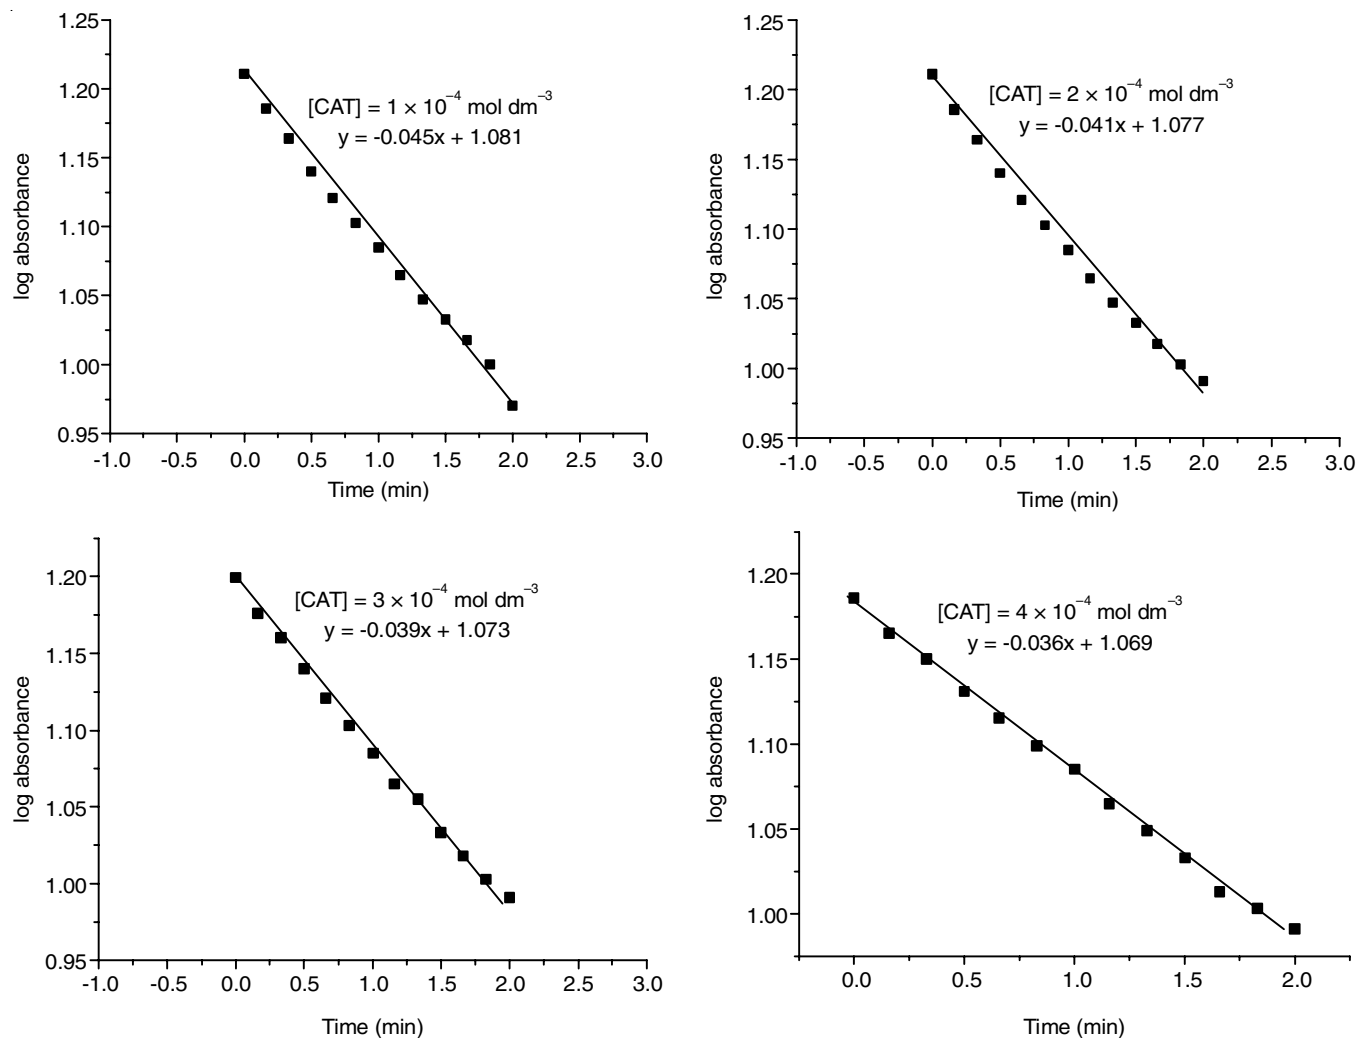 1.25
1.20
1.15
1.10
1.05
1.00
0.95
log absorbance
[CAT] = 1 × 10⁻⁴ mol dm⁻³
y = -0.045x + 1.081
-1.0 -0.5 0.0 0.5 1.0 1.5 2.0 2.5 3.0
Time (min)
1.25
1.20
1.15
1.10
1.05
1.00
0.95
log absorbance
[CAT] = 2 × 10⁻⁴ mol dm⁻³
y = -0.041x + 1.077
-1.0 -0.5 0.0 0.5 1.0 1.5 2.0 2.5 3.0
Time (min)
1.20
1.15
1.10
1.05
1.00
0.95
log absorbance
[CAT] = 3 × 10⁻⁴ mol dm⁻³
y = -0.039x + 1.073
-1.0 -0.5 0.0 0.5 1.0 1.5 2.0 2.5 3.0
Time (min)
1.20
1.15
1.10
1.05
1.00
log absorbance
[CAT] = 4 × 10⁻⁴ mol dm⁻³
y = -0.036x + 1.069
0.0 0.5 1.0 1.5 2.0
Time (min)